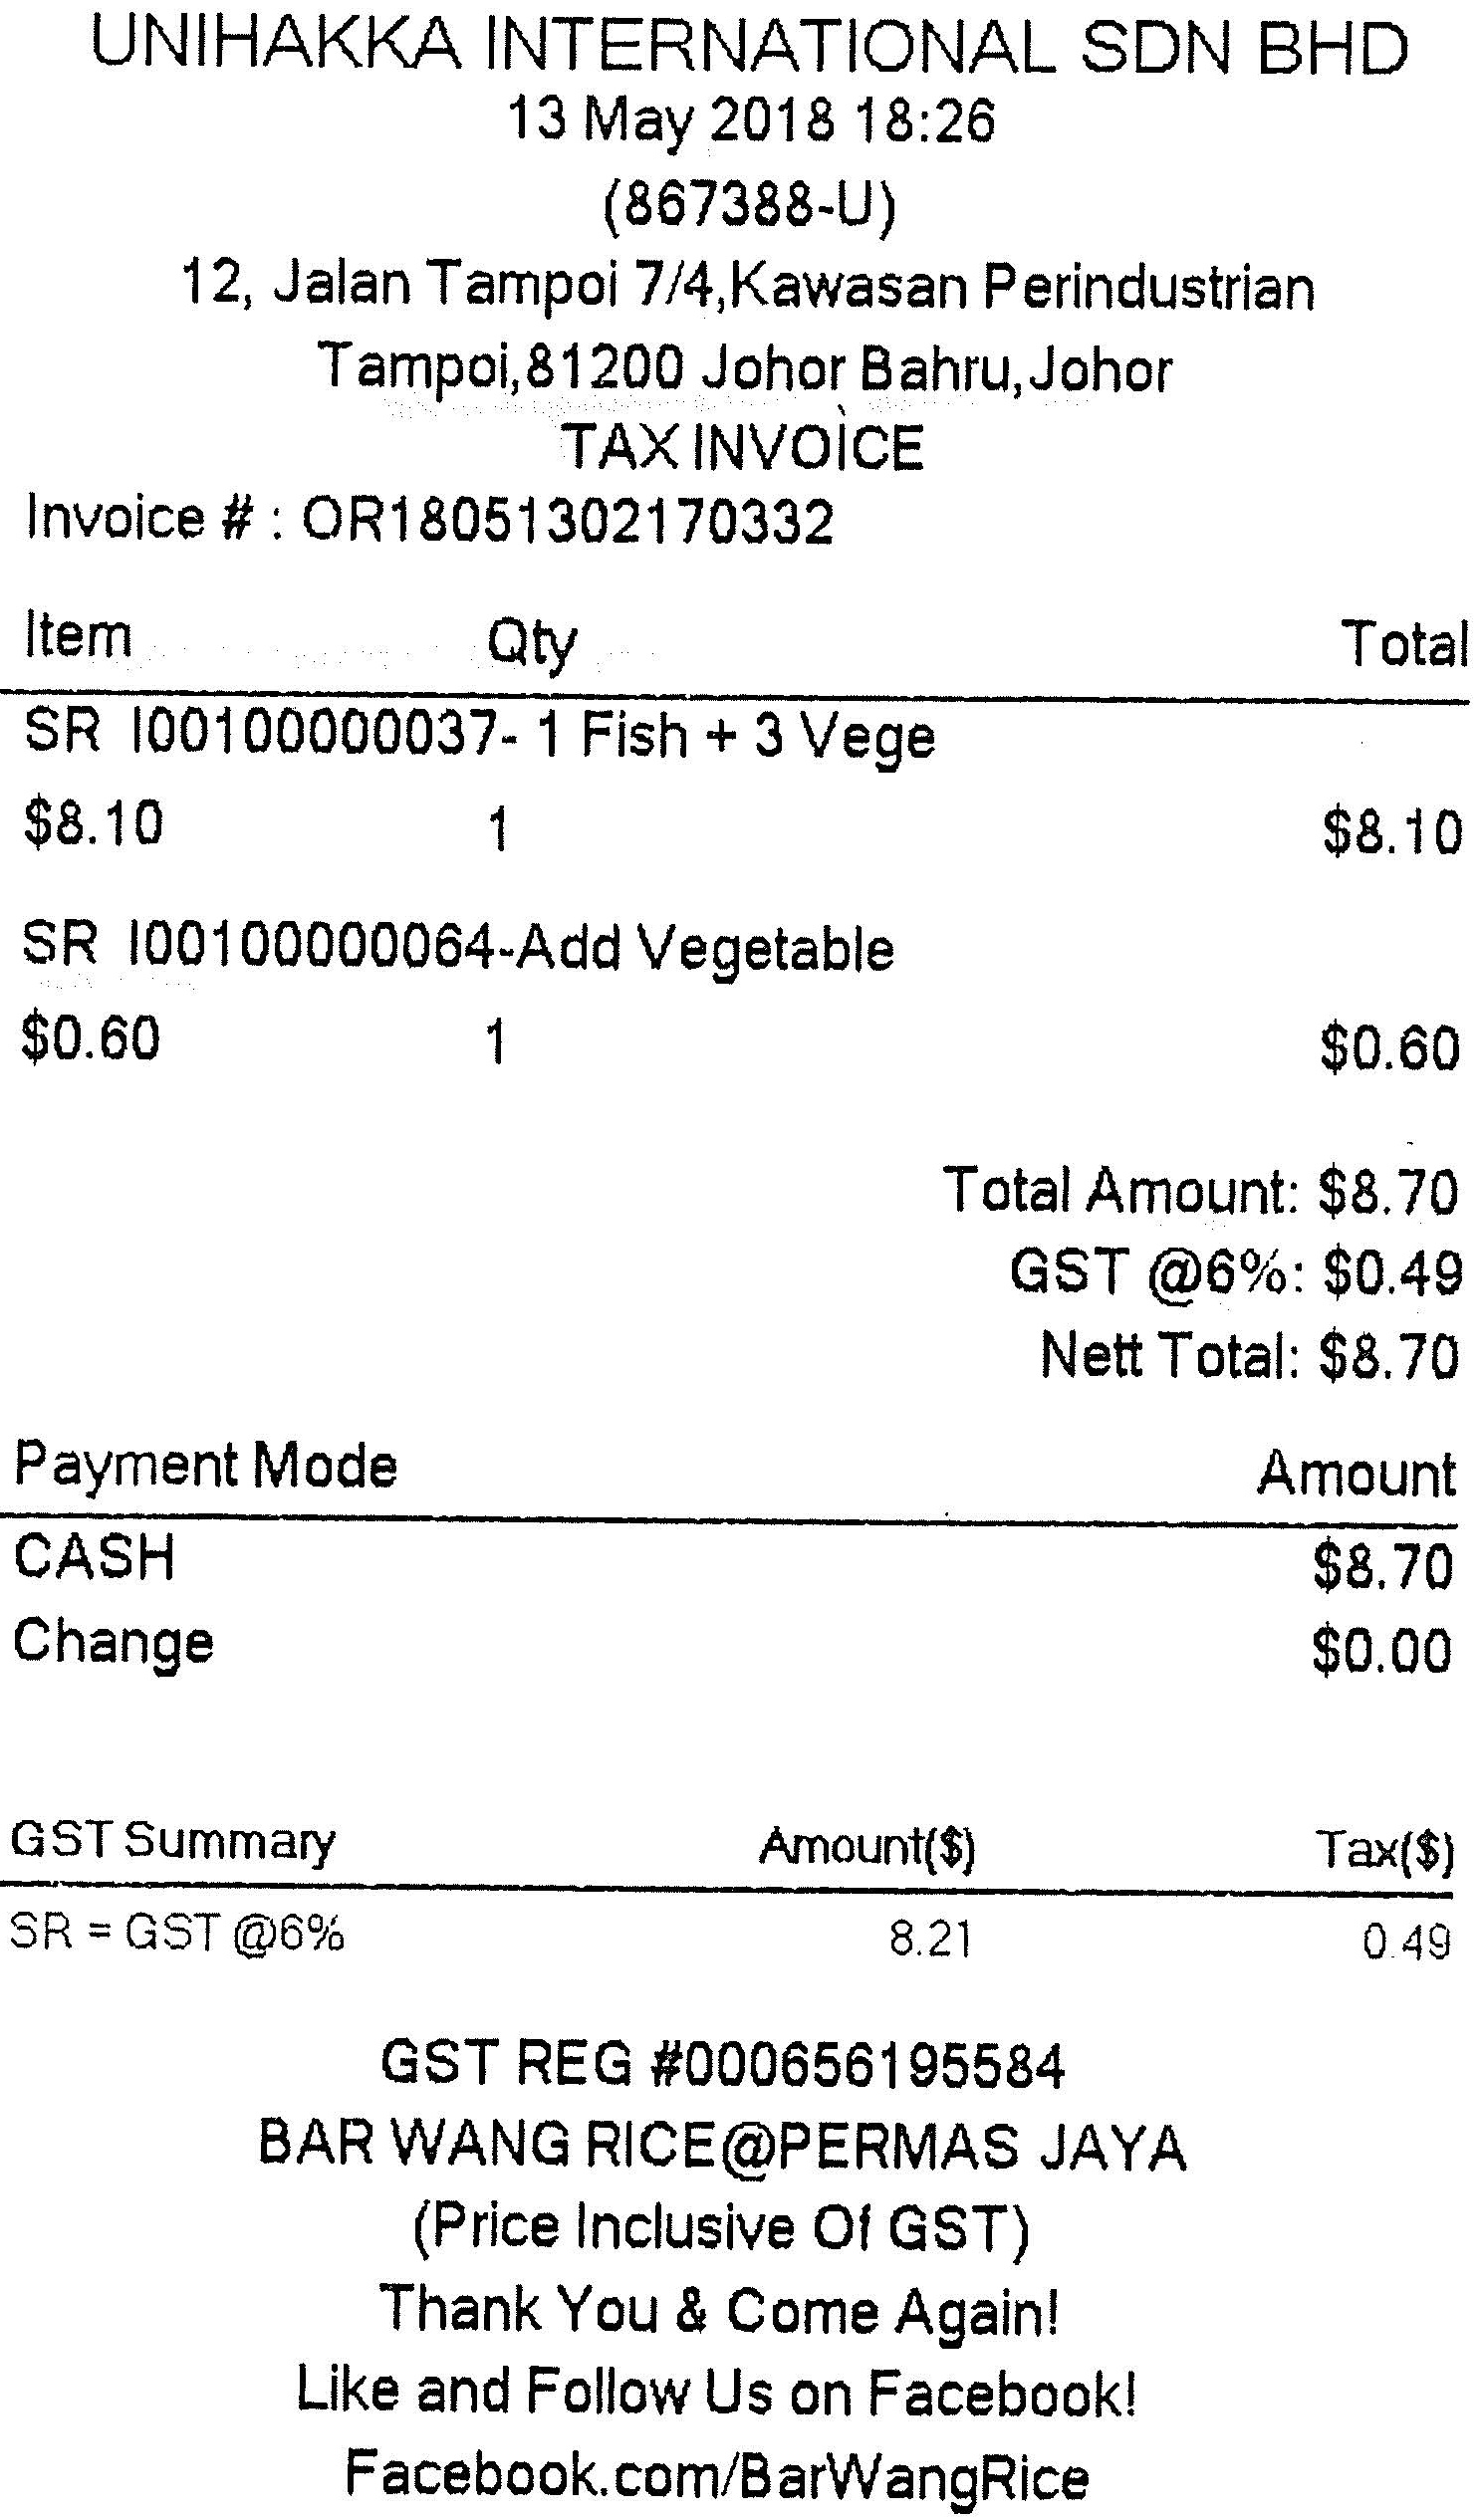 UNIHAKKA INTERNATIONAL SDN BHD
13 May 2018 18:26
(867388-U)
12, Jalan Tampoi 7/4,Kawasan Perindustrian
Tampoi,81200 Johor Bahru,Johor
TAX INVOICE
Invoice # : OR18051302170332
Item Qty Total
SR I00100000037- 1 Fish + 3 Vege
$8.10 1 $8.10
SR I00100000064-Add Vegetable
$0.60 1 $0.60
Total Amount: $8.70
GST @6%: $0.49
Nett Total: $8.70
Payment Mode Amount
CASH $8.70
Change $0.00
GST Summary Amount($) Tax($)
SR = GST @6% 8.21 0.49
GST REG #000656195584
BAR WANG RICE@PERMAS JAYA
(Price Inclusive Of GST)
Thank You & Come Again!
Like and Follow Us on Facebook!
Facebook.com/BarWangRice